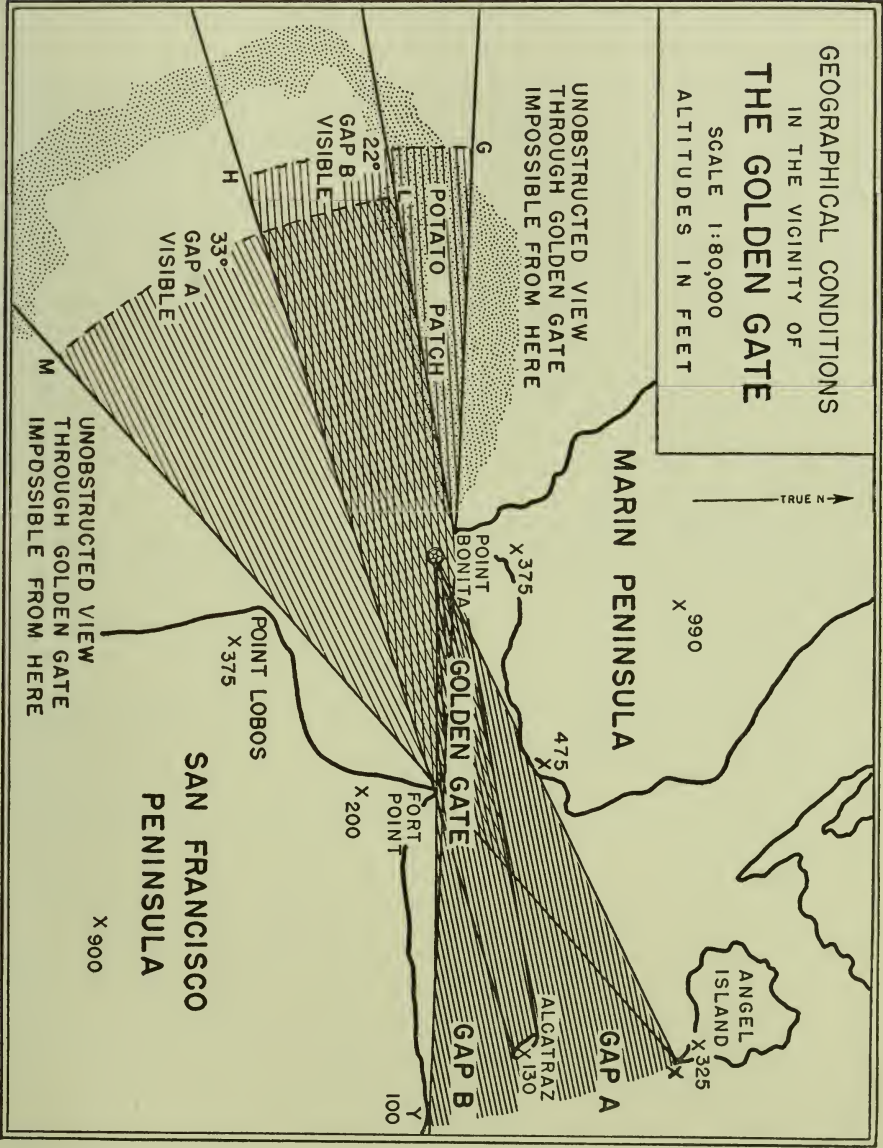 GEOGRAPHICAL CONDITIONS
IN THE VICINITY OF
THE GOLDEN GATE
SCALE 1:80,000
ALTITUDES IN FEET
TRUE N
UNOBSTRUCTED VIEW
THROUGH GOLDEN GATE
IMPOSSIBLE FROM HERE
MARIN PENINSULA
X 990
X 375
475
X
POINT
BONITA
GOLDEN GATE
G
POTATO PATCH
L
22°
GAP B
VISIBLE
H
33°
GAP A
VISIBLE
M
UNOBSTRUCTED VIEW
THROUGH GOLDEN GATE
IMPOSSIBLE FROM HERE
POINT LOBOS
X 375
X 200
FORT
POINT
SAN FRANCISCO
PENINSULA
X 900
ANGEL
ISLAND
X 325
X
GAP A
ALCATRAZ
X 130
GAP B
Y
100